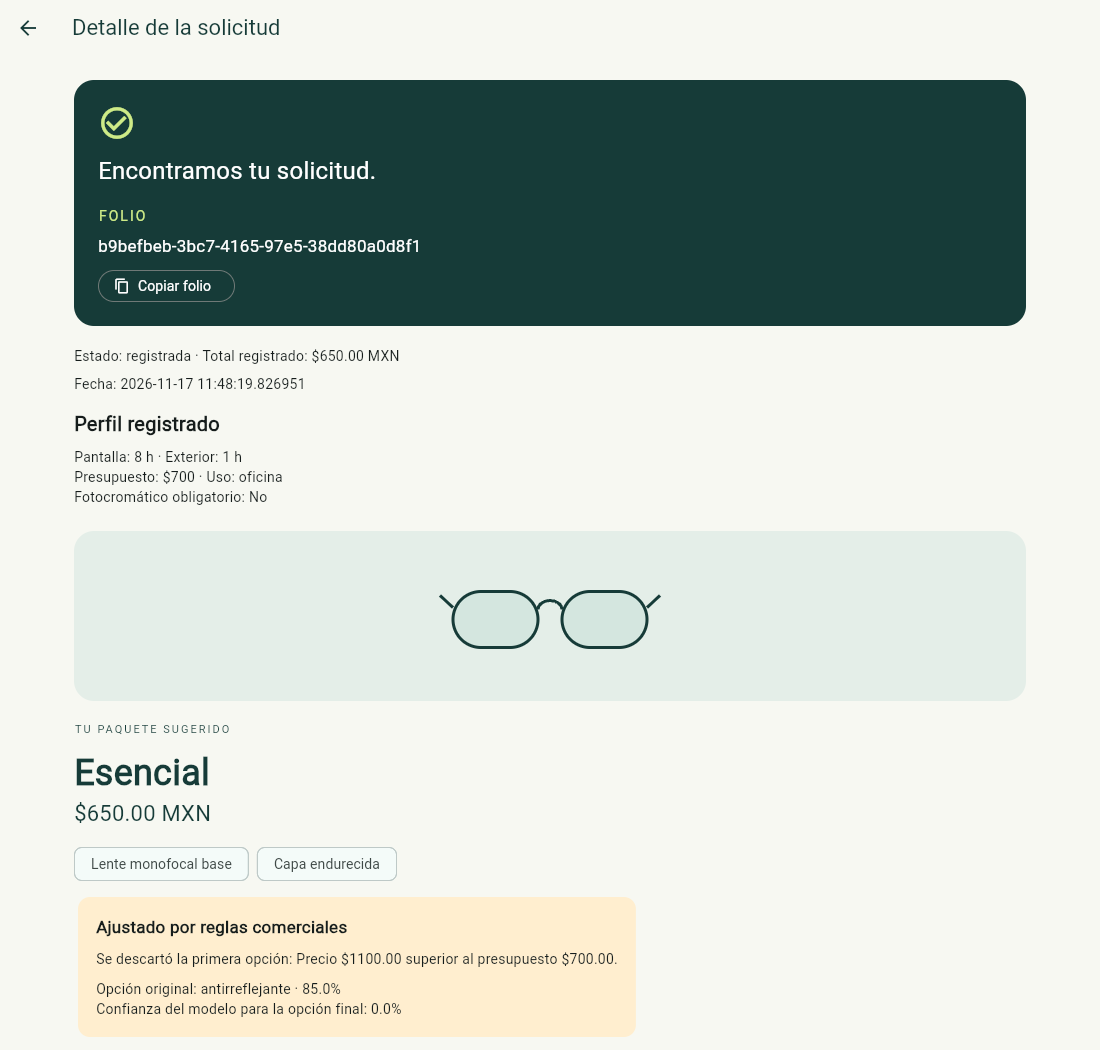 Detalle de la solicitud
Encontramos tu solicitud.
FOLIO
b9befbeb-3bc7-4165-97e5-38dd80a0d8f1
Copiar folio
Estado: registrada · Total registrado: $650.00 MXN
Fecha: 2026-11-17 11:48:19.826951
Perfil registrado
Pantalla: 8 h · Exterior: 1 h
Presupuesto: $700 · Uso: oficina
Fotocromático obligatorio: No
TU PAQUETE SUGERIDO
Esencial
$650.00 MXN
Lente monofocal base
Capa endurecida
Ajustado por reglas comerciales
Se descartó la primera opción: Precio $1100.00 superior al presupuesto $700.00.
Opción original: antirreflejante · 85.0%
Confianza del modelo para la opción final: 0.0%